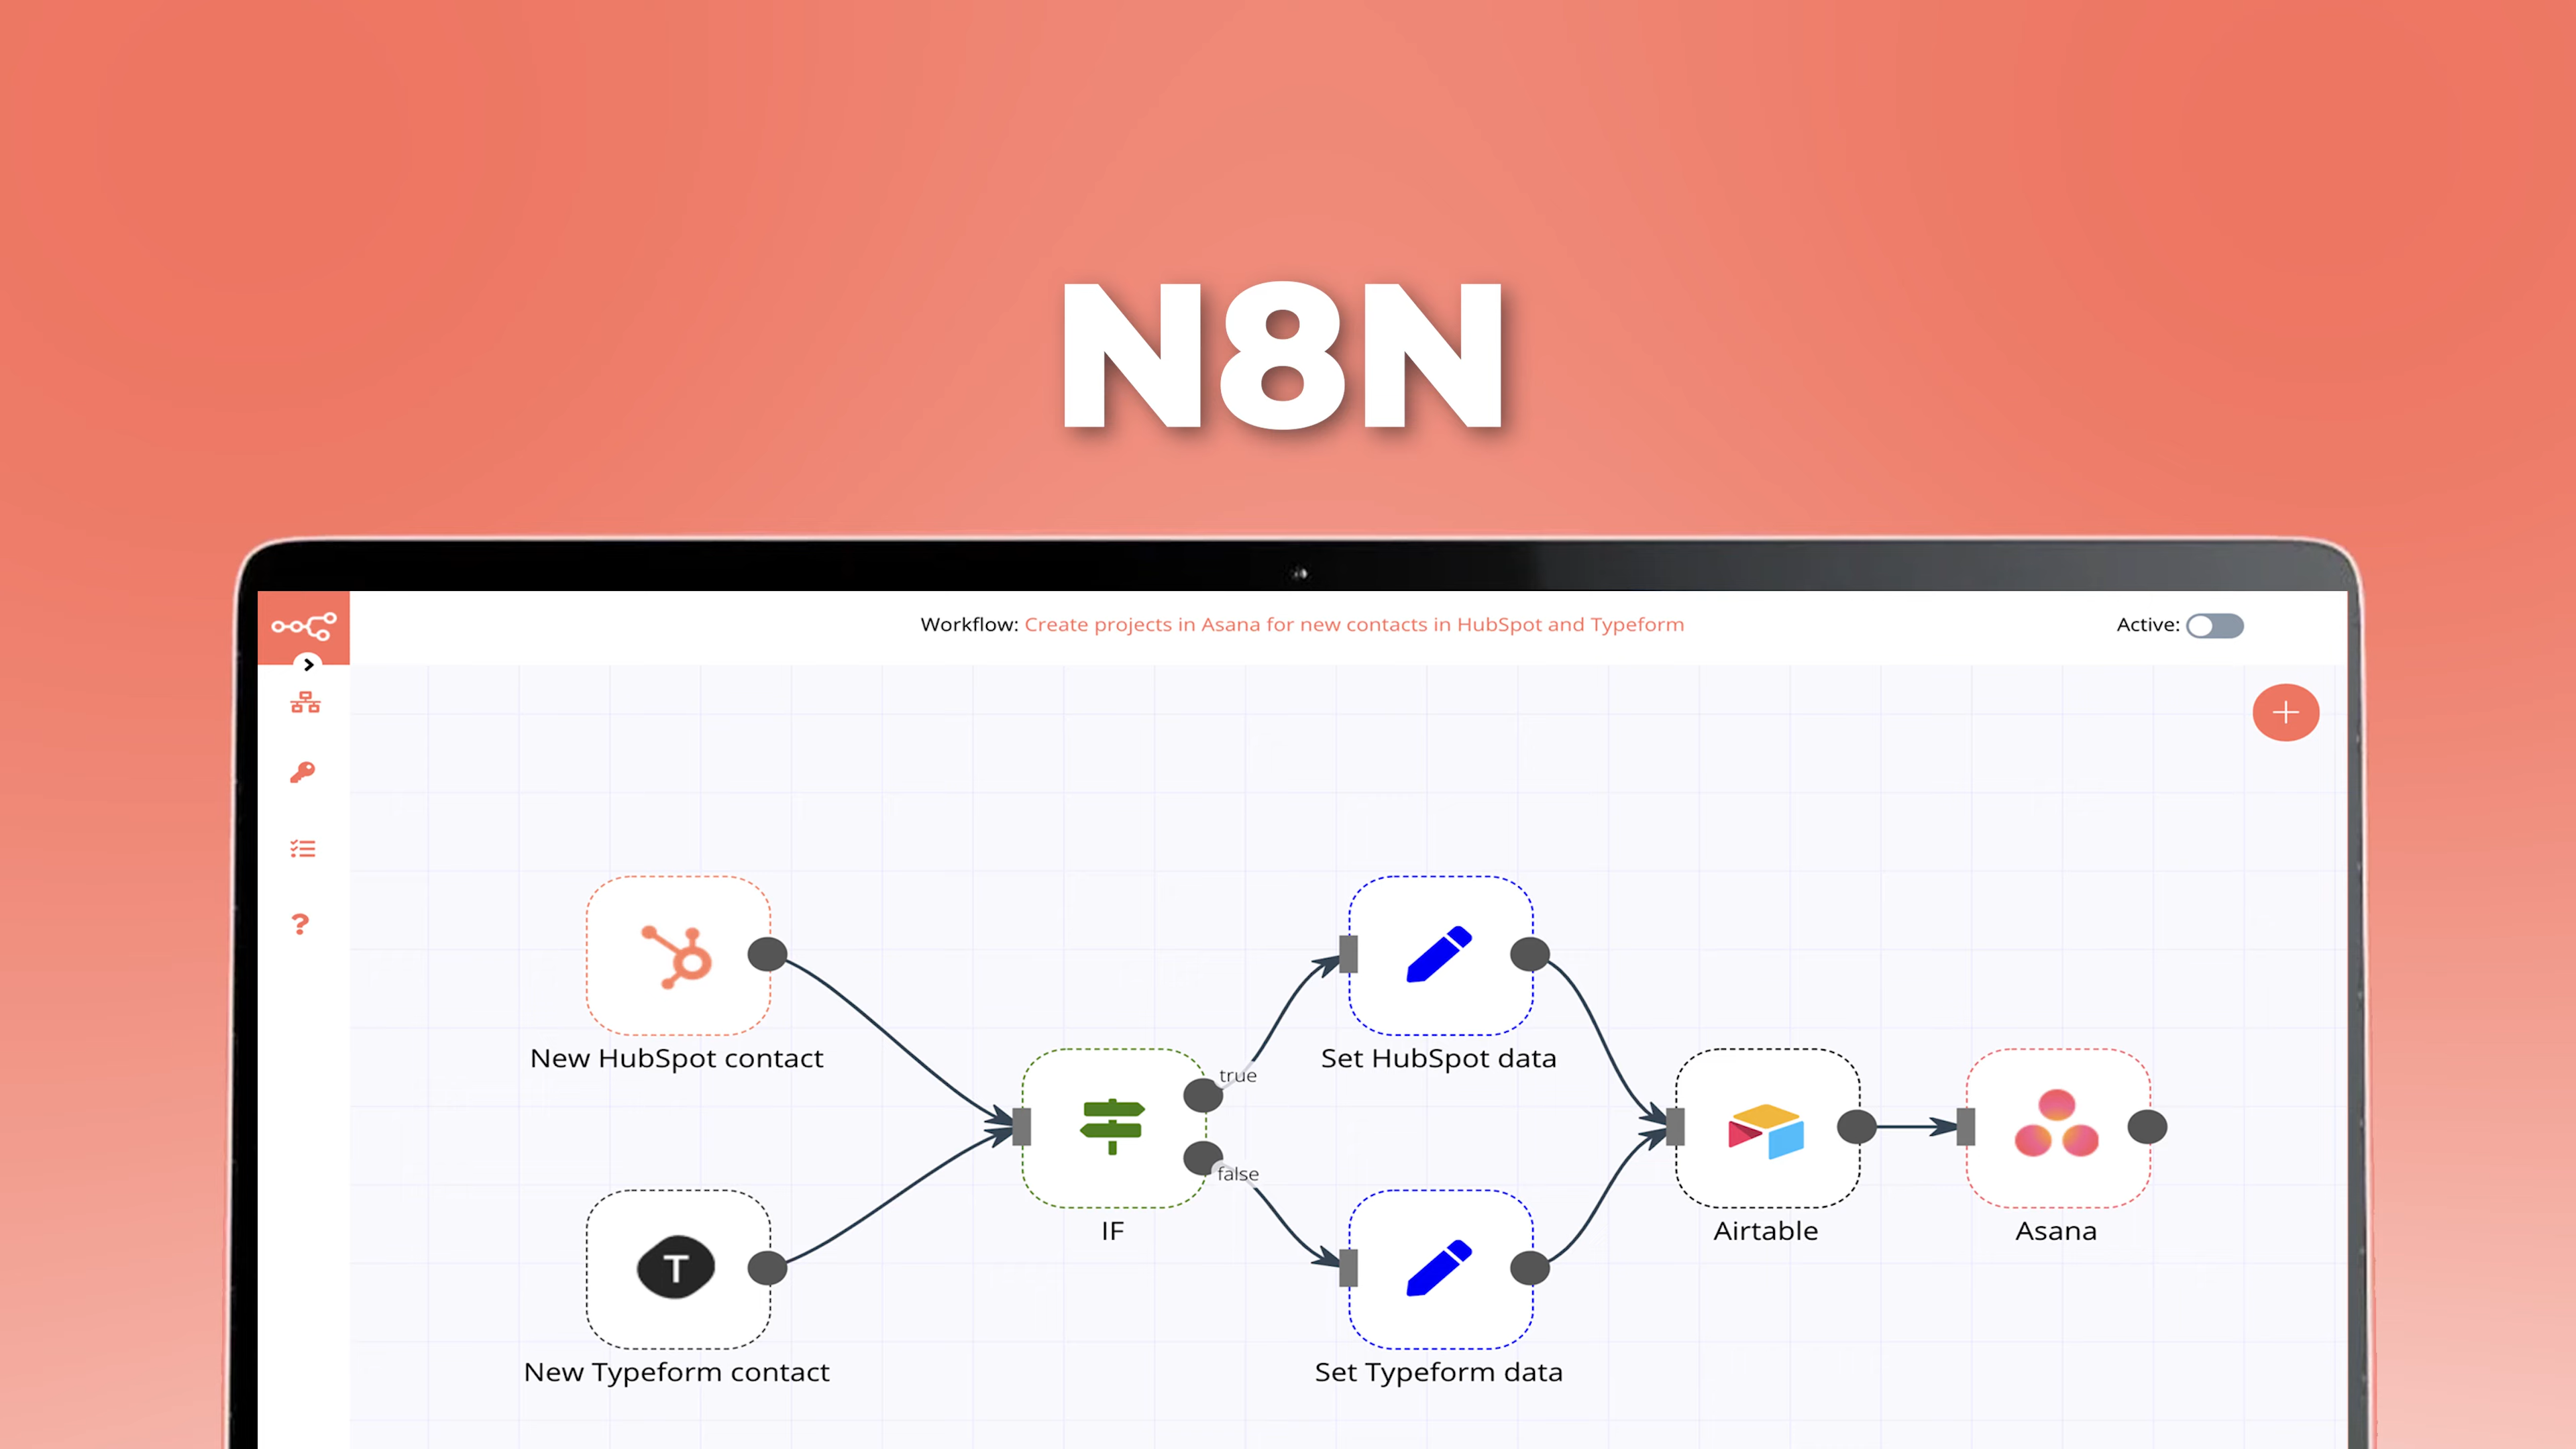 N8N
Workflow: Create projects in Asana for new contacts in HubSpot and Typeform
Active:
New HubSpot contact
true
Set HubSpot data
false
IF
Airtable
Asana
T
New Typeform contact
Set Typeform data